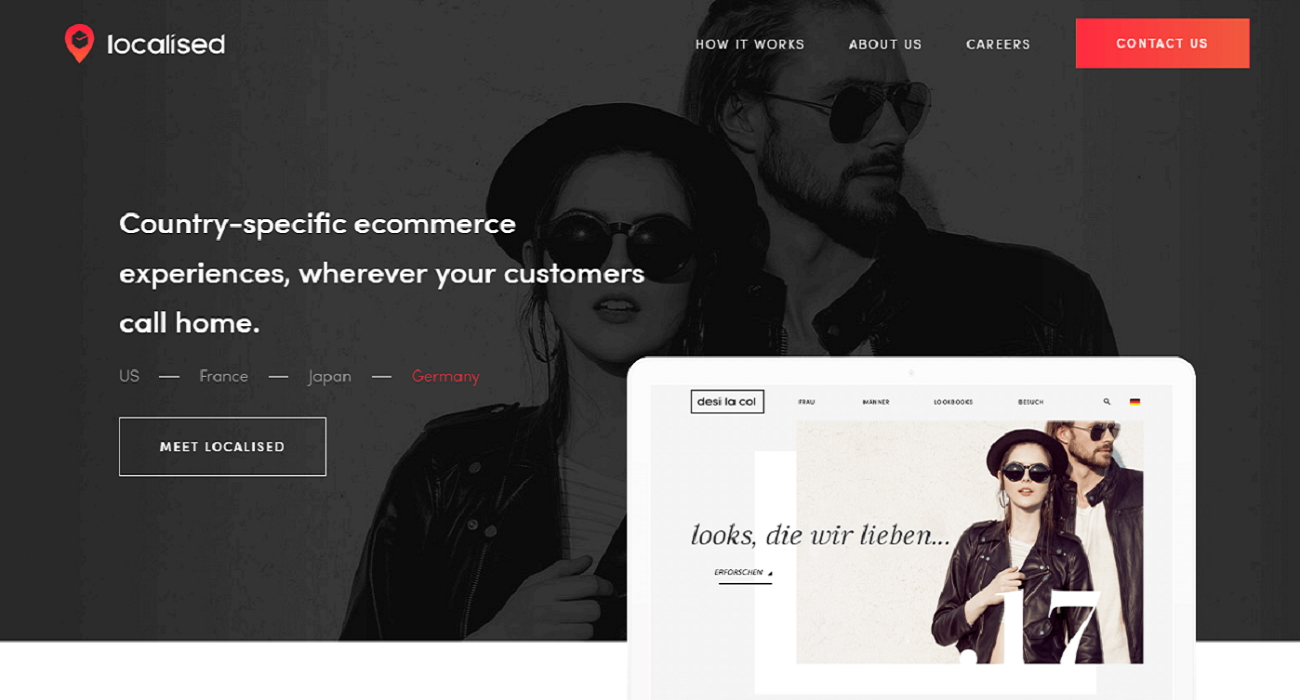 localised
HOW IT WORKS
ABOUT US
CAREERS
CONTACT US
Country-specific ecommerce
experiences, wherever your customers
call home.
US — France — Japan — Germany
MEET LOCALISED
desi la col
FRAU
MÄNNER
LOOKBOOKS
BESUCH
looks, die wir lieben...
ERFORSCHEN
.17